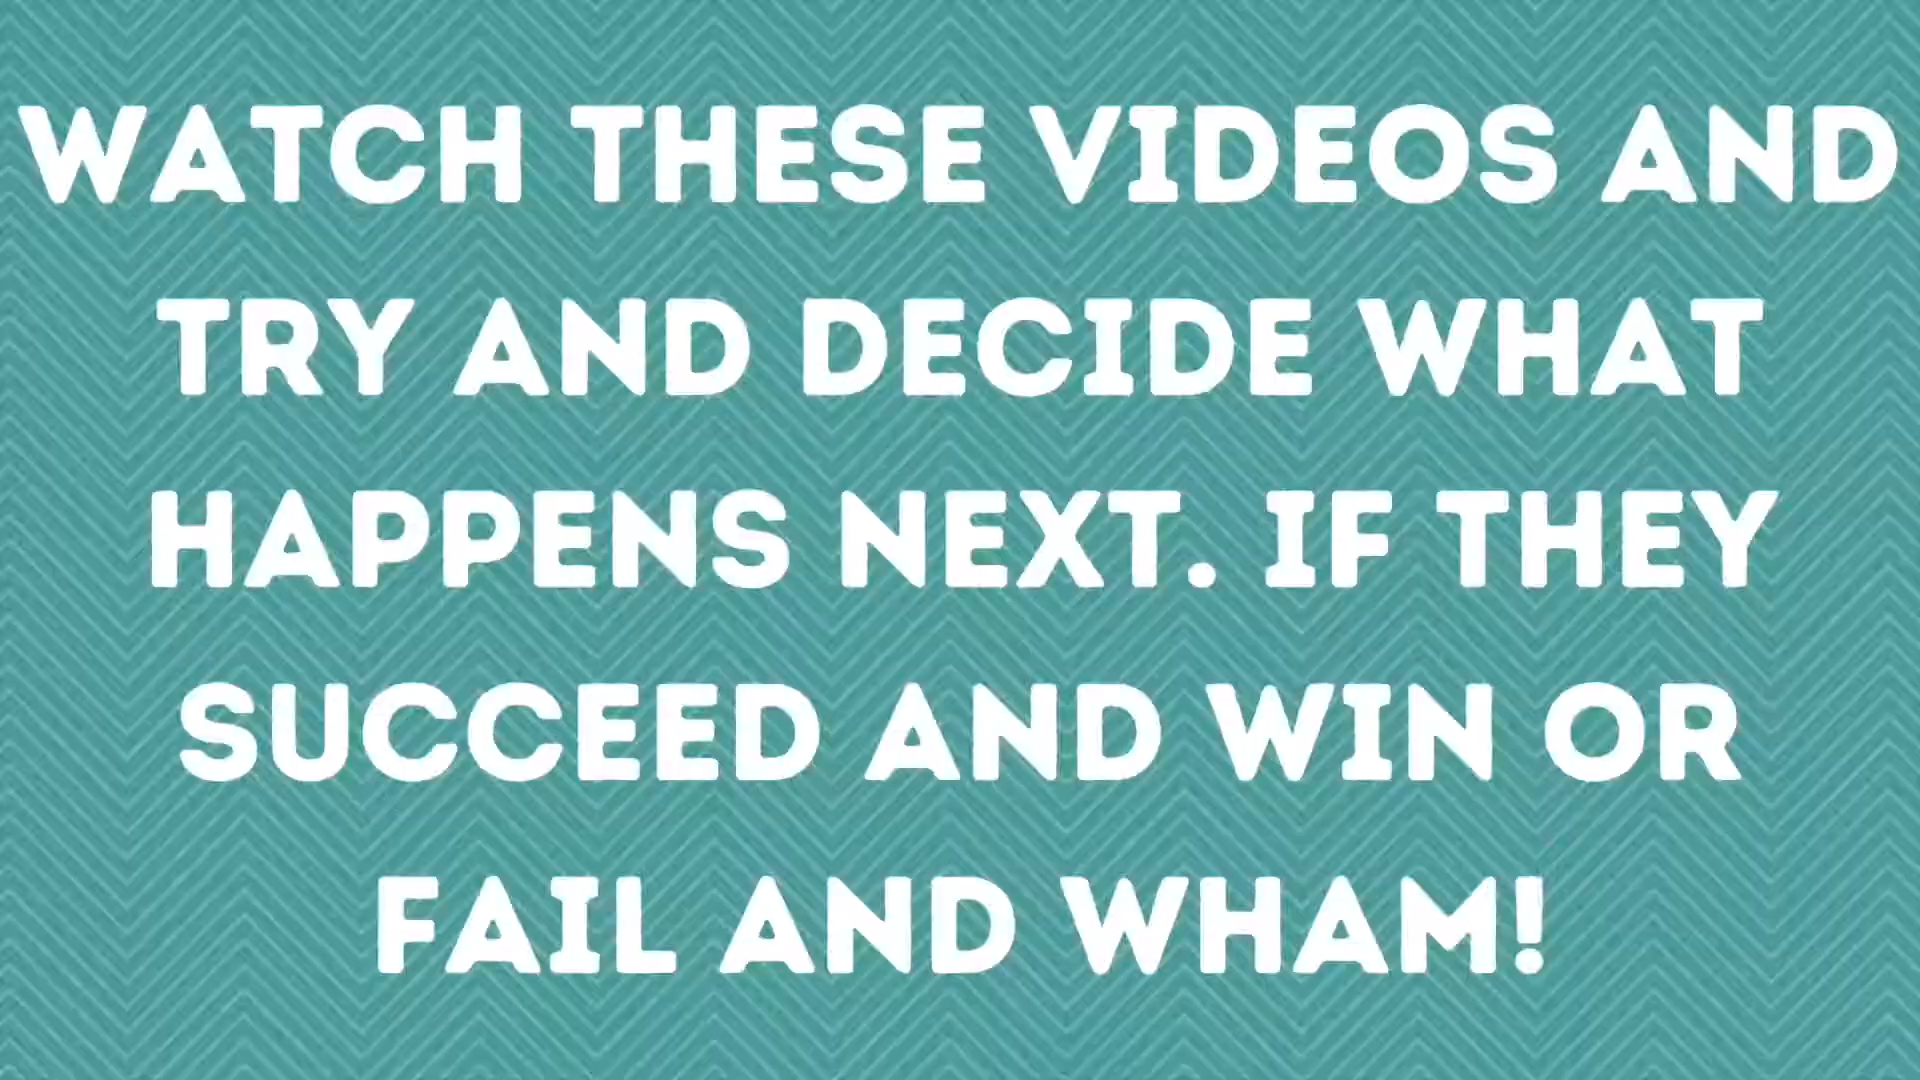 WATCH THESE VIDEOS AND
TRY AND DECIDE WHAT
HAPPENS NEXT. IF THEY
SUCCEED AND WIN OR
FAIL AND WHAM!